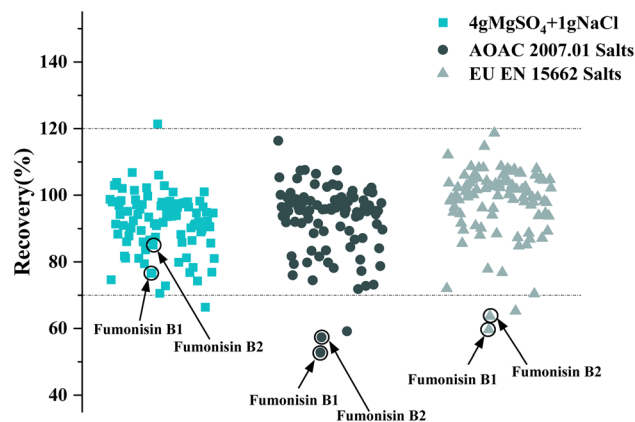 4gMgSO4+1gNaCl
AOAC 2007.01 Salts
EU EN 15662 Salts
Recovery(%)
140
120
100
80
60
40
Fumonisin B1
Fumonisin B2
Fumonisin B1
Fumonisin B2
Fumonisin B1
Fumonisin B2